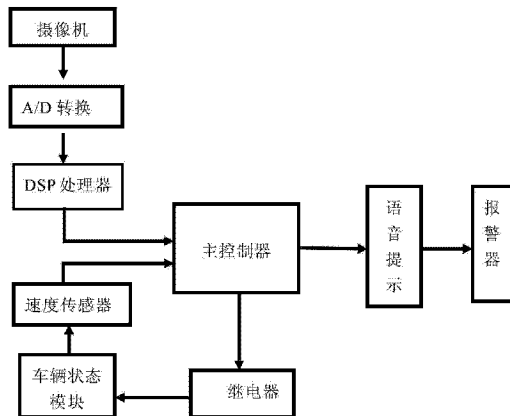 摄像机
A/D 转换
DSP 处理器
主控制器
语音提示
报警器
速度传感器
车辆状态
模块
继电器